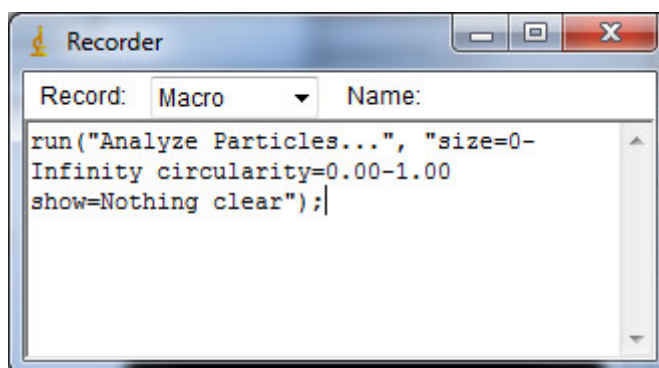 Recorder
Record: Macro Name:
run("Analyze Particles...", "size=0-
Infinity circularity=0.00-1.00
show=Nothing clear");